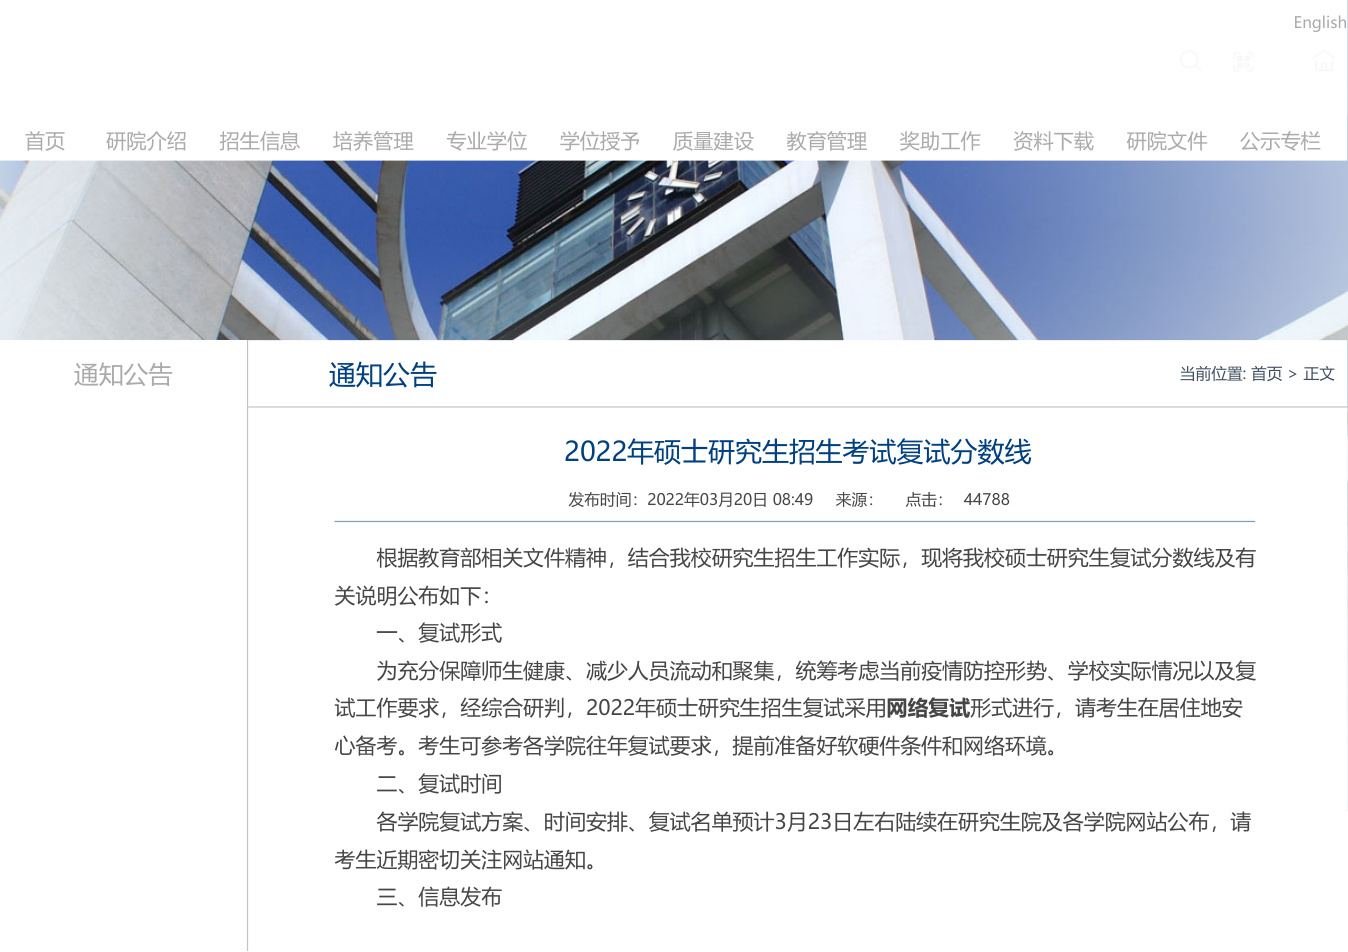 English
首页 研院介绍 招生信息 培养管理 专业学位 学位授予 质量建设 教育管理 奖助工作 资料下载 研院文件 公示专栏
通知公告
通知公告
当前位置: 首页 > 正文
2022年硕士研究生招生考试复试分数线
发布时间：2022年03月20日 08:49 来源： 点击： 44788
根据教育部相关文件精神，结合我校研究生招生工作实际，现将我校硕士研究生复试分数线及有
关说明公布如下：
一、复试形式
为充分保障师生健康、减少人员流动和聚集，统筹考虑当前疫情防控形势、学校实际情况以及复
试工作要求，经综合研判，2022年硕士研究生招生复试采用网络复试形式进行，请考生在居住地安
心备考。考生可参考各学院往年复试要求，提前准备好软硬件条件和网络环境。
二、复试时间
各学院复试方案、时间安排、复试名单预计3月23日左右陆续在研究生院及各学院网站公布，请
考生近期密切关注网站通知。
三、信息发布